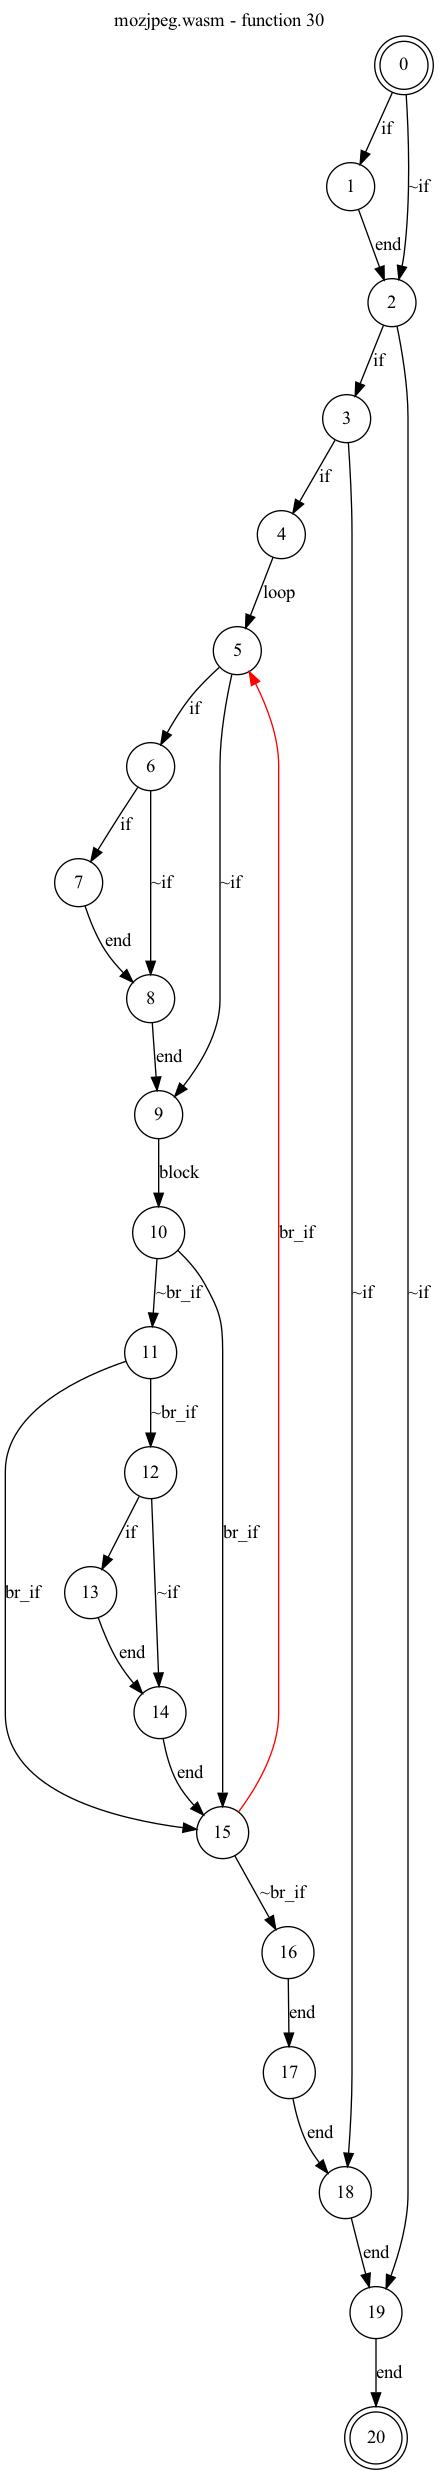 mozjpeg.wasm - function 30
0
if
1
~if
end
2
if
3
if
4
loop
5
if
6
if
7
~if
~if
end
8
end
9
block
10
br_if
~br_if
~if
~if
11
~br_if
12
if
br_if
br_if
13
~if
end
14
end
15
~br_if
16
end
17
end
18
end
19
end
20